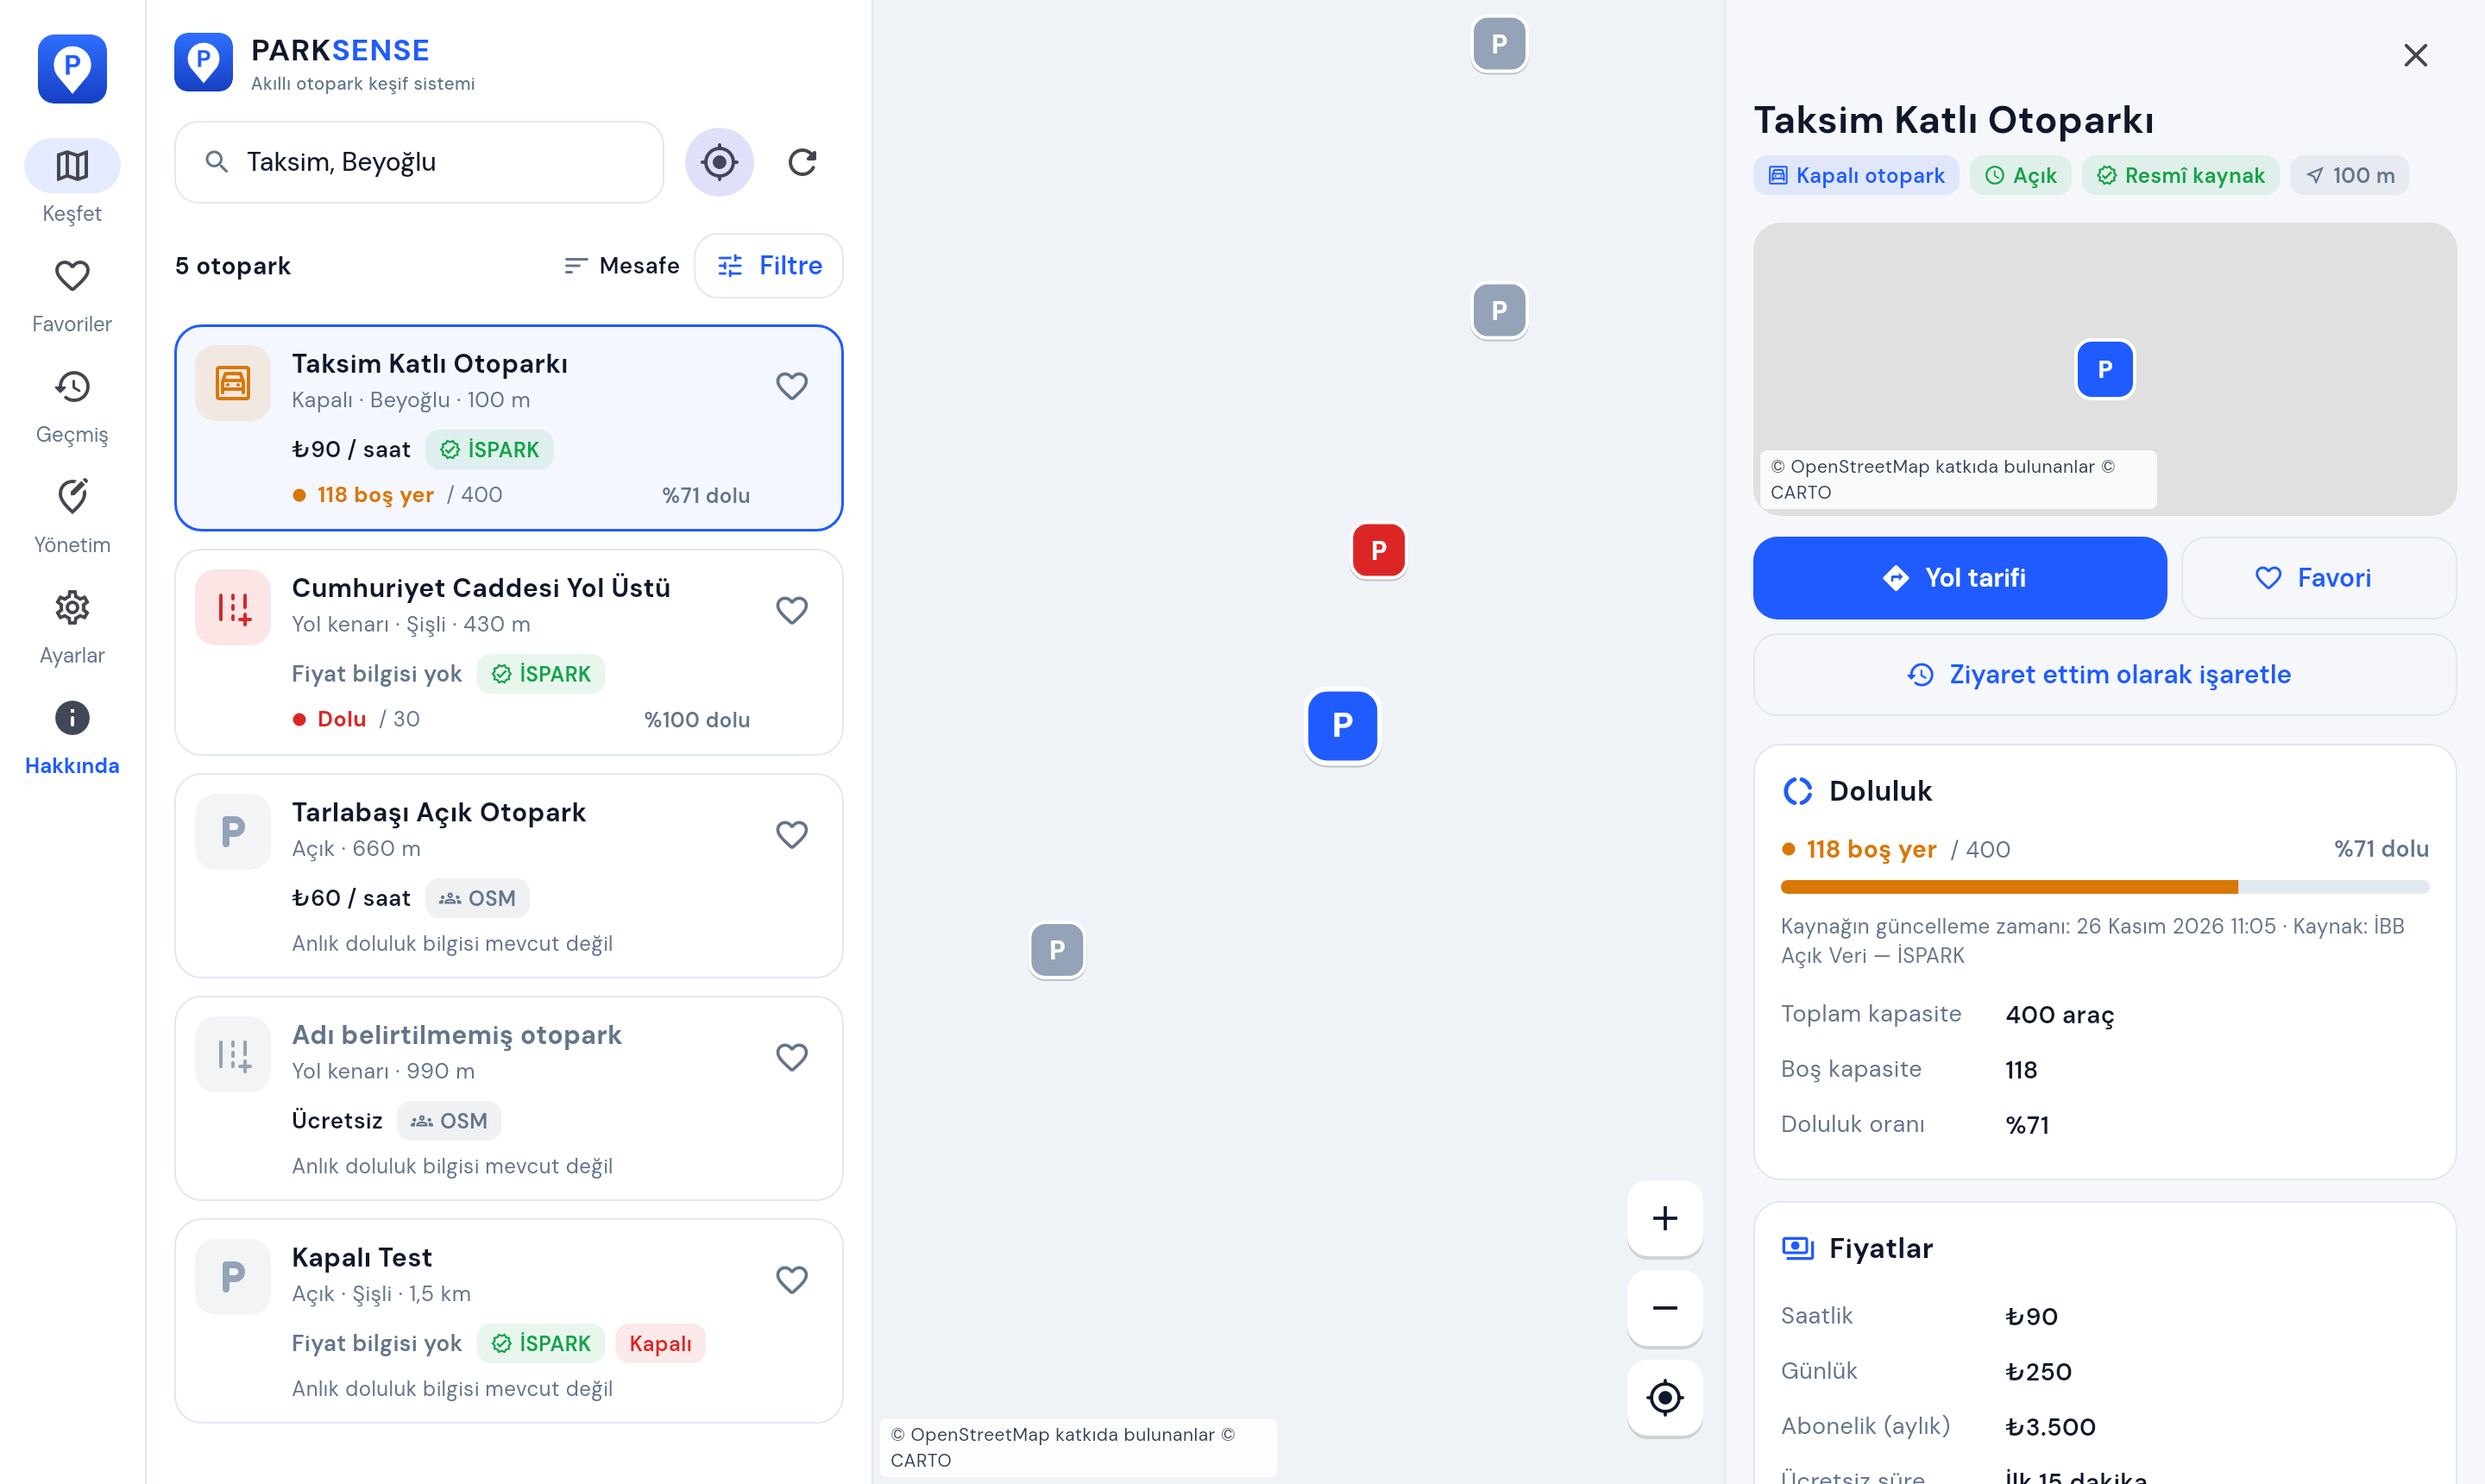 PARKSENSE
Akıllı otopark keşif sistemi
Keşfet
Favoriler
Geçmiş
Yönetim
Ayarlar
Hakkında
Taksim, Beyoğlu
5 otopark
Mesafe
Filtre
Taksim Katlı Otoparkı
Kapalı · Beyoğlu · 100 m
₺90 / saat İSPARK
118 boş yer / 400 %71 dolu
Cumhuriyet Caddesi Yol Üstü
Yol kenarı · Şişli · 430 m
Fiyat bilgisi yok İSPARK
Dolu / 30 %100 dolu
P
Tarlabaşı Açık Otopark
Açık · 660 m
₺60 / saat OSM
Anlık doluluk bilgisi mevcut değil
Adı belirtilmemiş otopark
Yol kenarı · 990 m
Ücretsiz OSM
Anlık doluluk bilgisi mevcut değil
P
Kapalı Test
Açık · Şişli · 1,5 km
Fiyat bilgisi yok İSPARK Kapalı
Anlık doluluk bilgisi mevcut değil
P
P
P
P
P
© OpenStreetMap katkıda bulunanlar ©
CARTO
Taksim Katlı Otoparkı
Kapalı otopark Açık Resmî kaynak 100 m
P
© OpenStreetMap katkıda bulunanlar ©
CARTO
Yol tarifi
Favori
Ziyaret ettim olarak işaretle
Doluluk
118 boş yer / 400 %71 dolu
Kaynağın güncelleme zamanı: 26 Kasım 2026 11:05 · Kaynak: İBB
Açık Veri — İSPARK
Toplam kapasite 400 araç
Boş kapasite 118
Doluluk oranı %71
Fiyatlar
Saatlik ₺90
Günlük ₺250
Abonelik (aylık) ₺3.500
Ücretsiz süre İlk 15 dakika